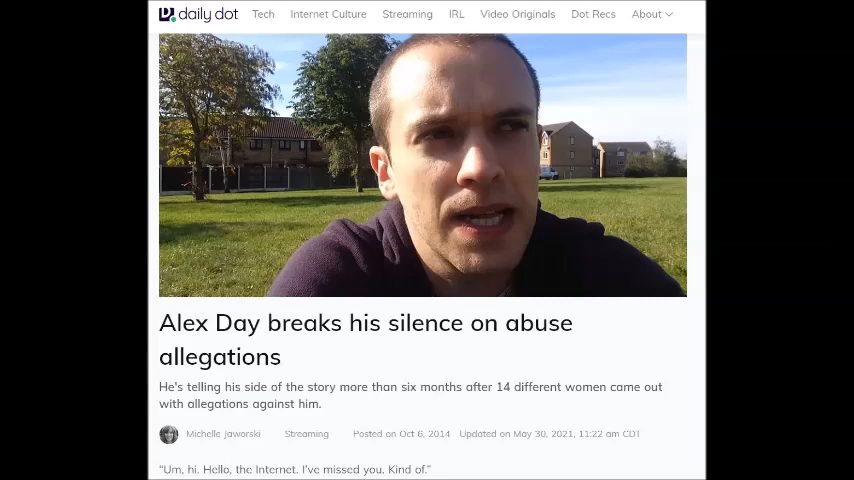 daily dot Tech Internet Culture Streaming IRL Video Originals Dot Recs About
Alex Day breaks his silence on abuse
allegations
He's telling his side of the story more than six months after 14 different women came out
with allegations against him.
Michelle Jaworski Streaming Posted on Oct 6, 2014 Updated on May 30, 2021, 11:22 am CDT
"Um, hi. Hello, the Internet. I've missed you. Kind of."